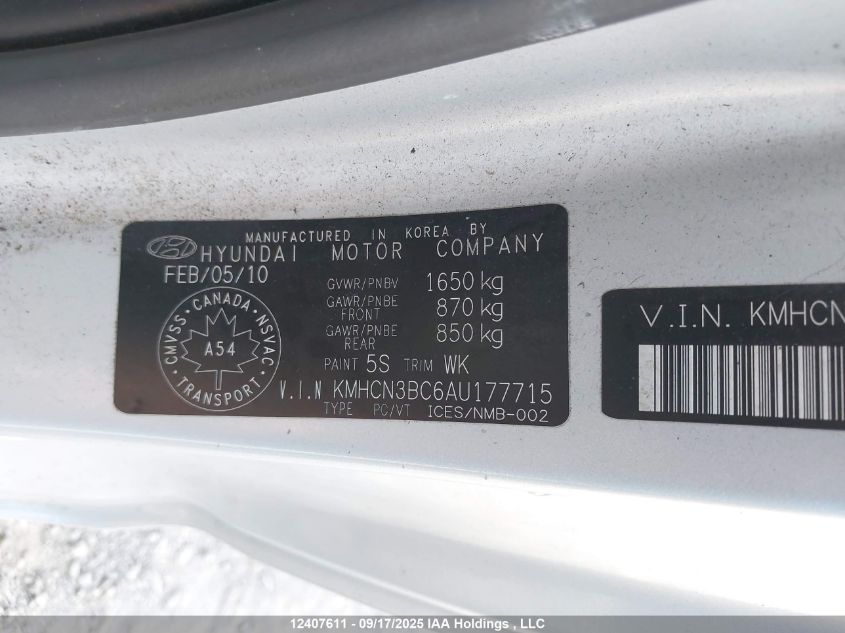 MANUFACTURED IN KOREA BY
HYUNDAI MOTOR COMPANY
FEB/05/10
GVWR/PNBV 1650 kg
GAWR/PNBE FRONT 870 kg
GAWR/PNBE REAR 850 kg
PAINT 5S TRIM WK
V.I.N KMHCN3BC6AU177715
TYPE PC/VT ICES/NMB-002
CANADA
CMVSS NSVAC
A54
TRANSPORT
V.I.N. KMHCN
12407611 - 09/17/2025 IAA Holdings , LLC